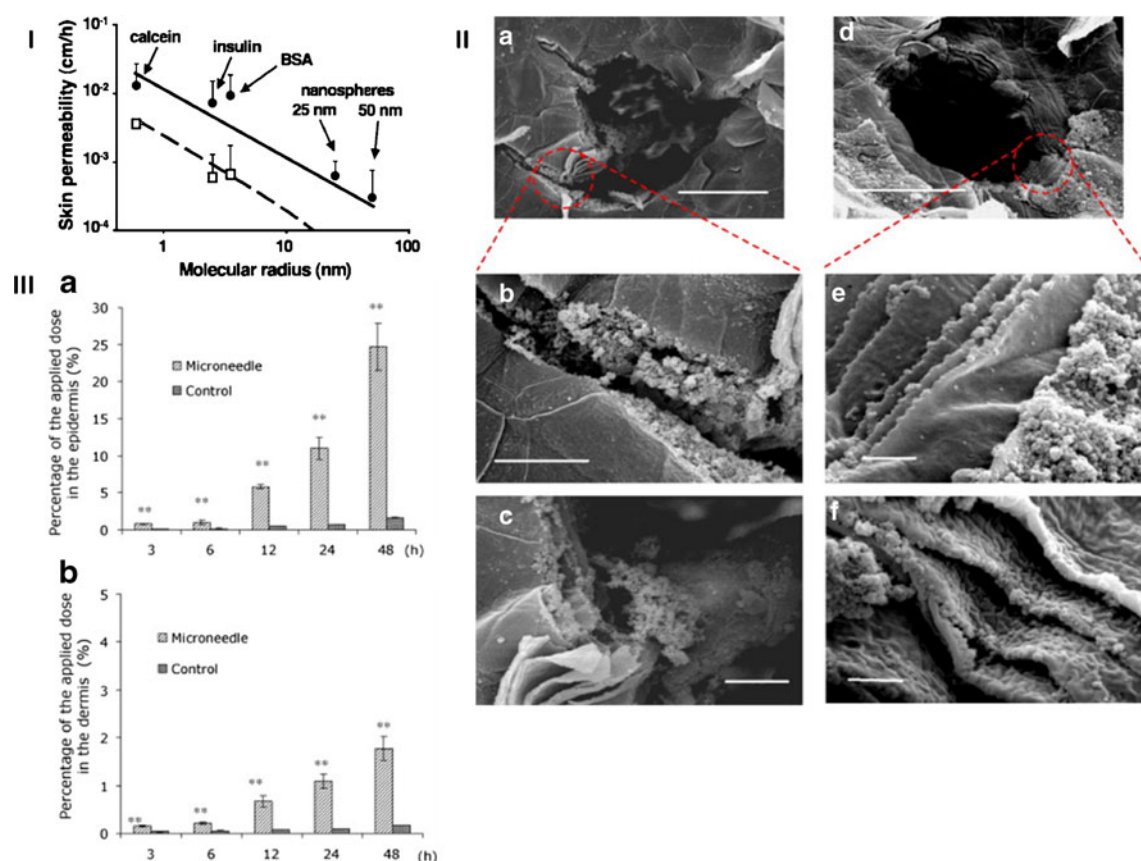 I
Skin permeability (cm/h)
10⁻¹
10⁻²
10⁻³
10⁻⁴
calcein
insulin
BSA
nanospheres
25 nm
50 nm
1
10
100
Molecular radius (nm)
II
a
b
c
d
e
f
III
a
Percentage of the applied dose
in the epidermis (%)
30
25
20
15
10
5
0
Microneedle
Control
**
**
**
**
**
3
6
12
24
48
(h)
b
Percentage of the applied dose
in the dermis (%)
5
4
3
2
1
0
Microneedle
Control
**
**
**
**
**
3
6
12
24
48
(h)